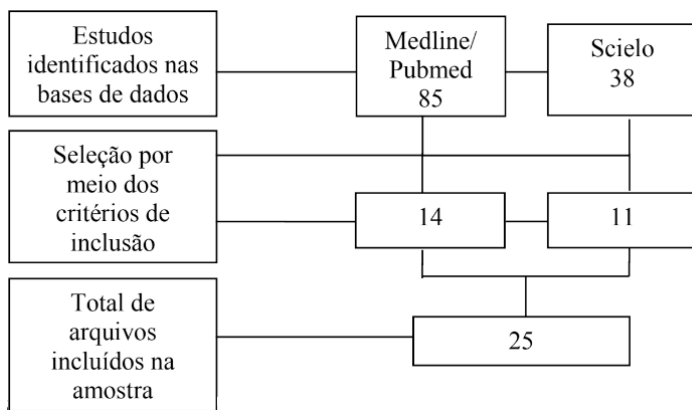 Estudos
identificados nas
bases de dados
Medline/
Pubmed
85
Scielo
38
Seleção por
meio dos
critérios de
inclusão
14
11
Total de
arquivos
incluídos na
amostra
25